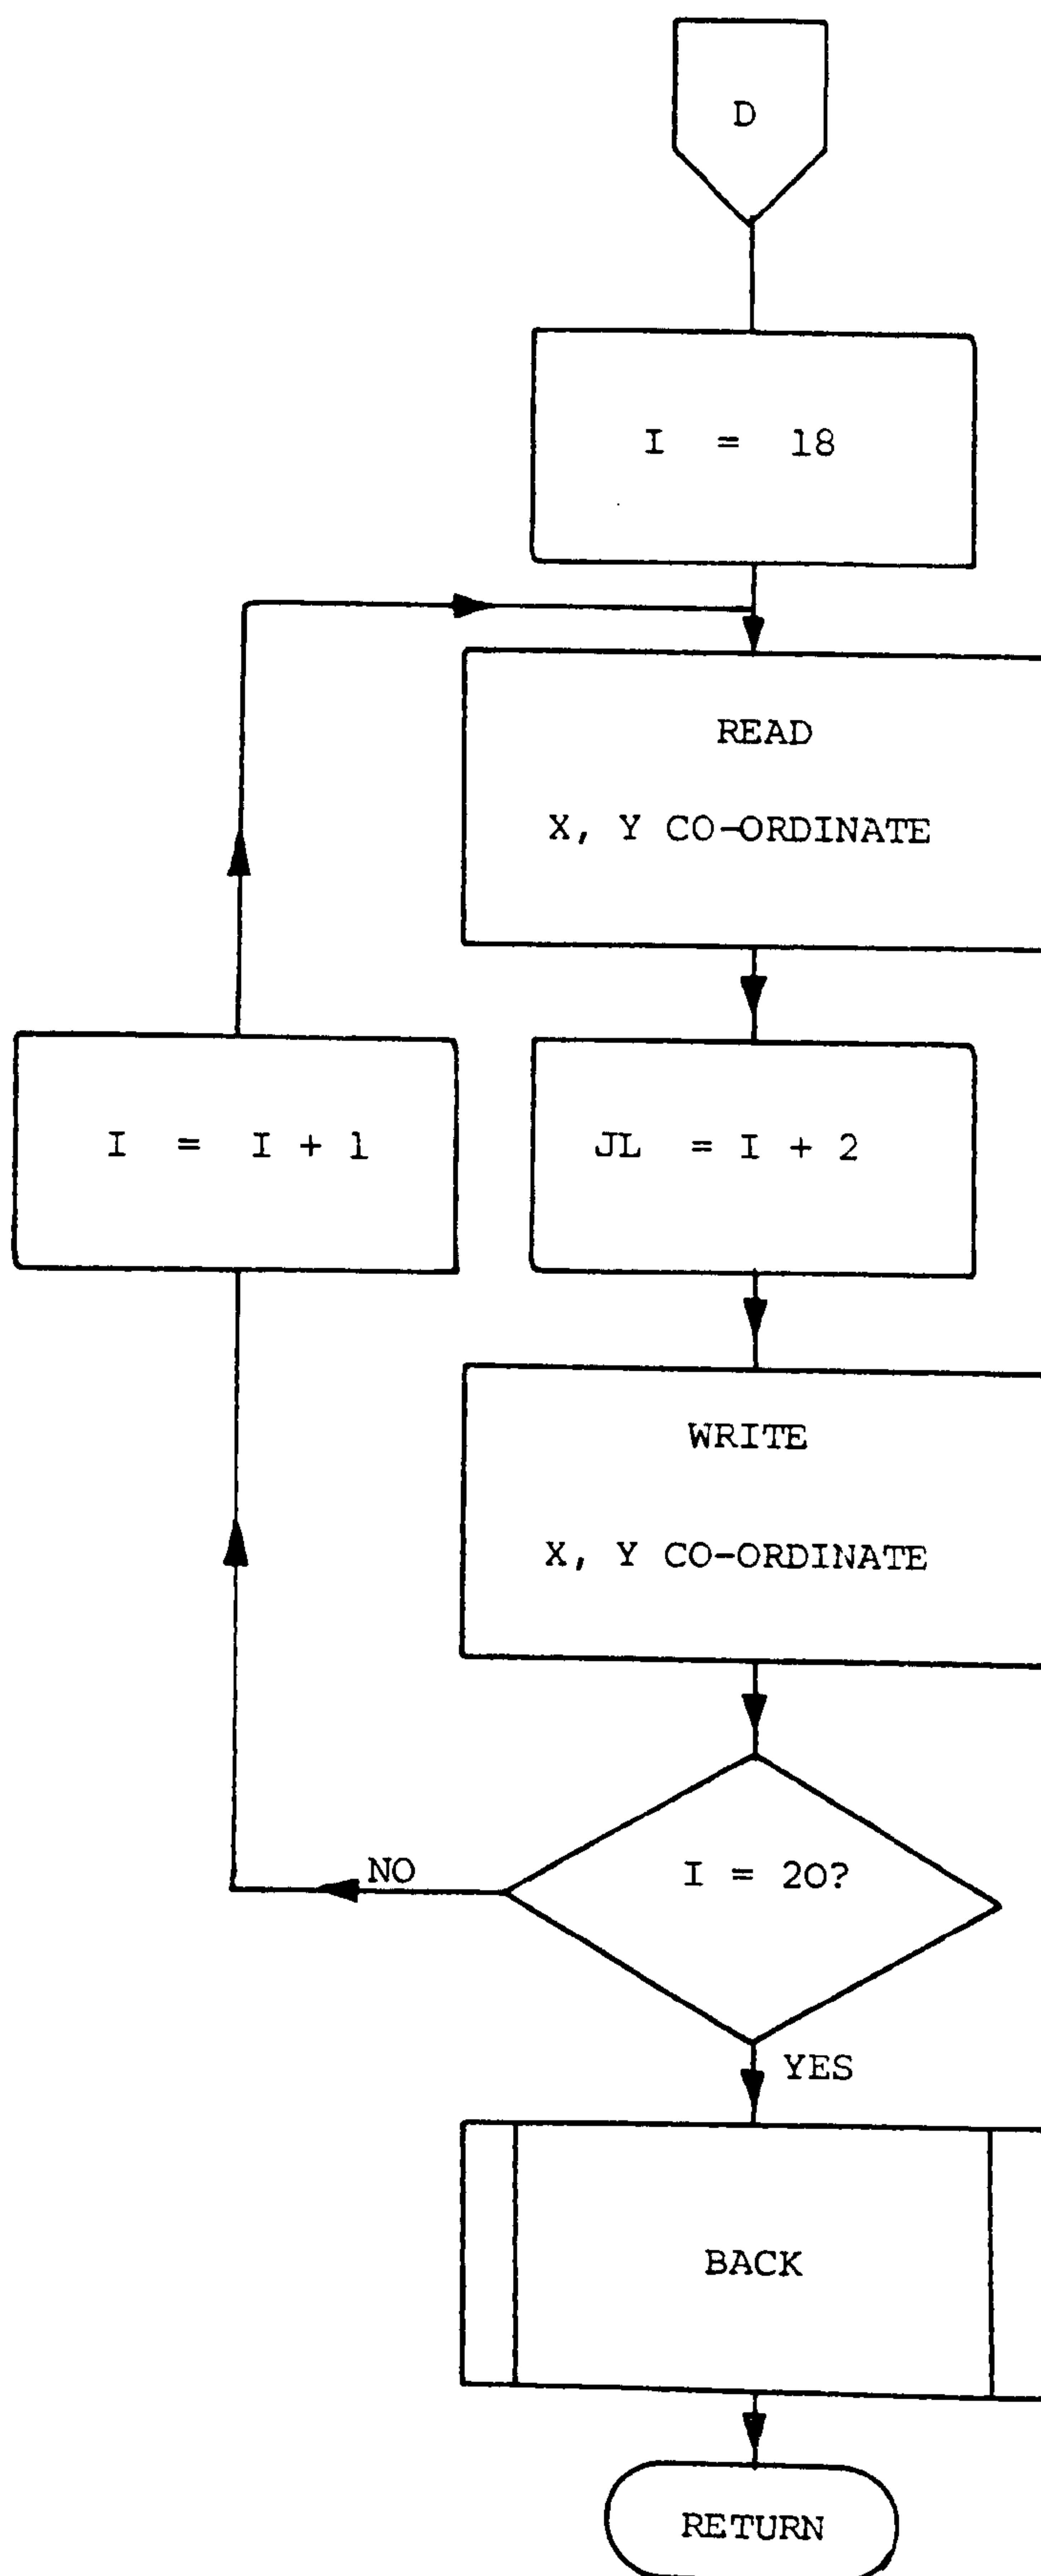 D
I = 18
READ
X, Y CO-ORDINATE
I = I + 1
JL = I + 2
WRITE
X, Y CO-ORDINATE
I = 20?
NO
YES
BACK
RETURN